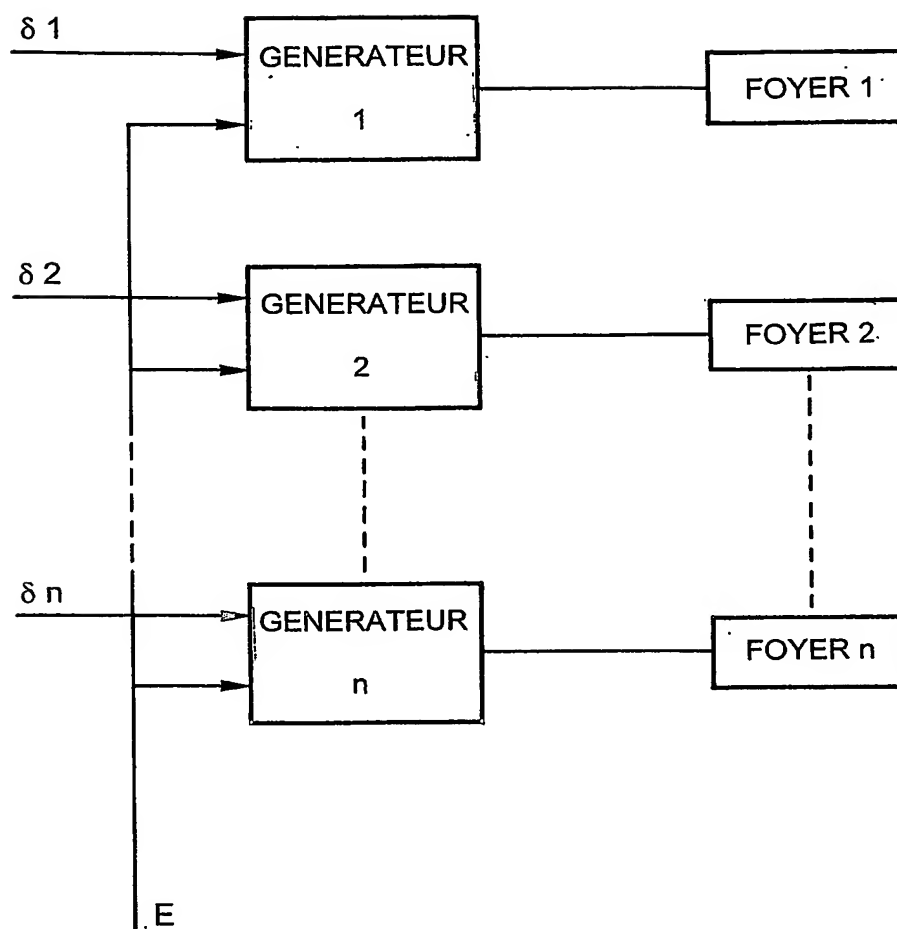 δ 1
GENERATEUR
1
FOYER 1
δ 2
GENERATEUR
2
FOYER 2
δ n
GENERATEUR
n
FOYER n
E